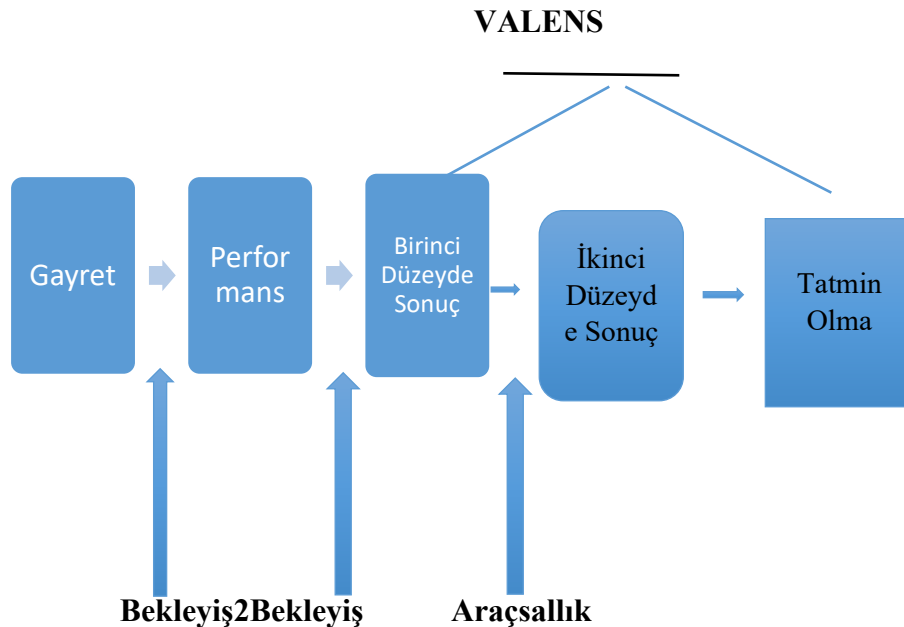 VALENS
Gayret
Perfor
mans
Birinci
Düzeyde
Sonuç
İkinci
Düzeyd
e Sonuç
Tatmin
Olma
Bekleyiş2Bekleyiş
Araçsallık